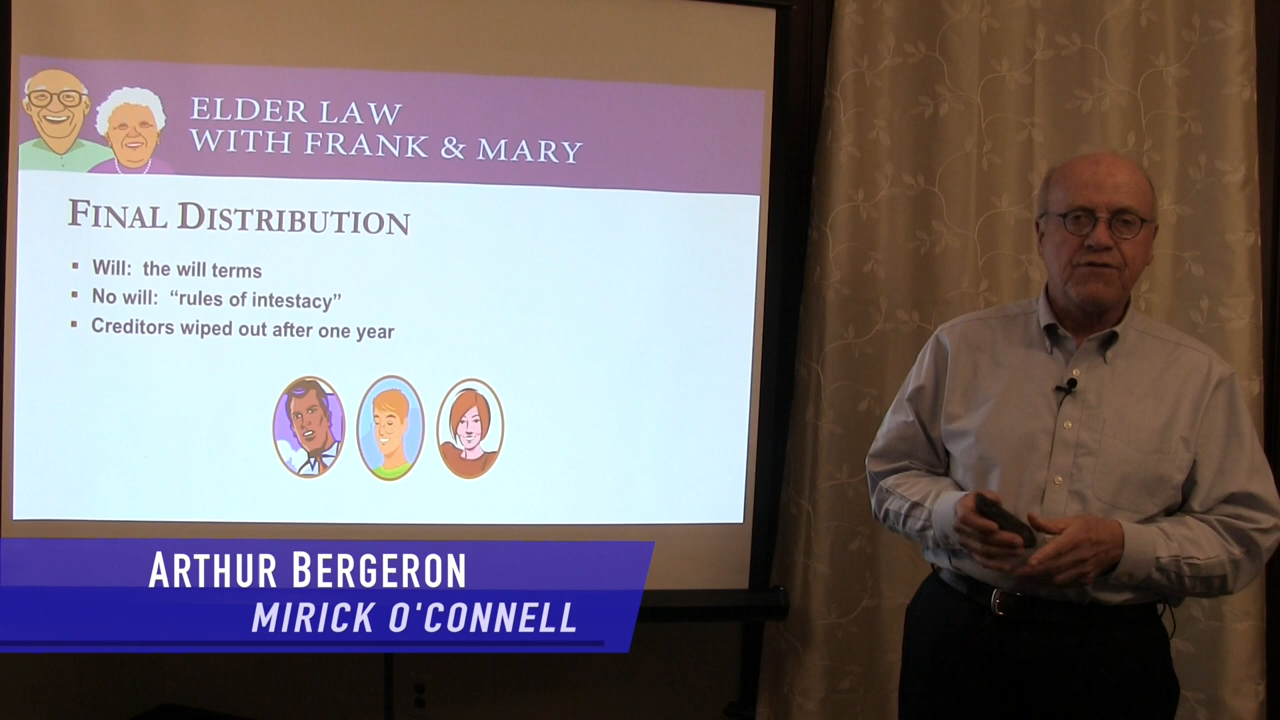 ELDER LAW
WITH FRANK & MARY
FINAL DISTRIBUTION
▪ Will: the will terms
▪ No will: “rules of intestacy”
▪ Creditors wiped out after one year
ARTHUR BERGERON
MIRICK O'CONNELL